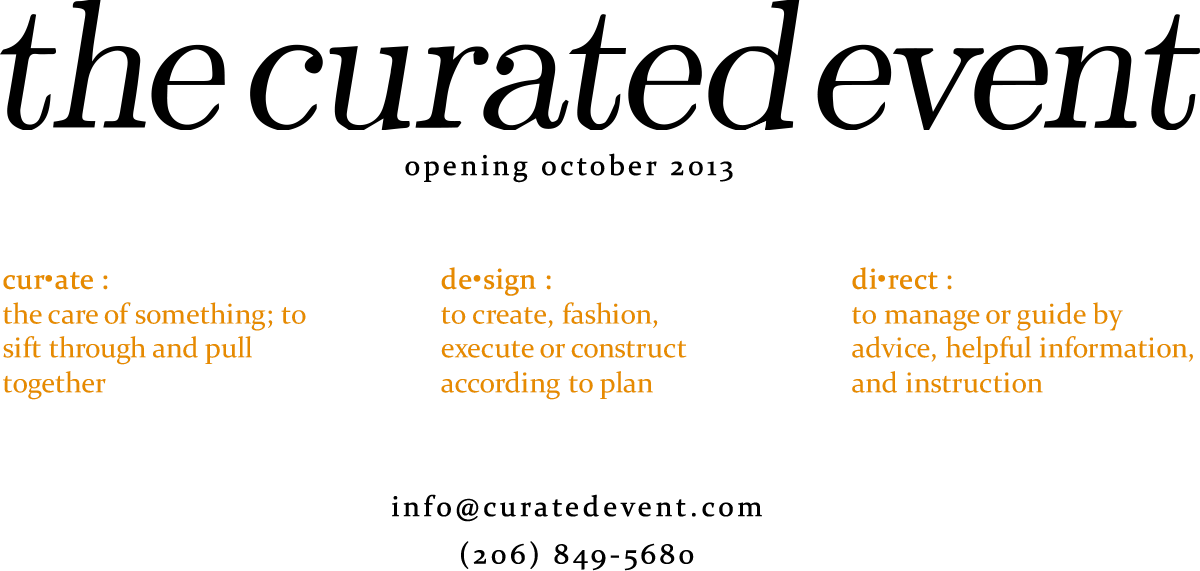 the curated event
opening october 2013
cur•ate :
the care of something; to
sift through and pull
together
de•sign :
to create, fashion,
execute or construct
according to plan
di•rect :
to manage or guide by
advice, helpful information,
and instruction
info@curatedevent.com
(206) 849-5680